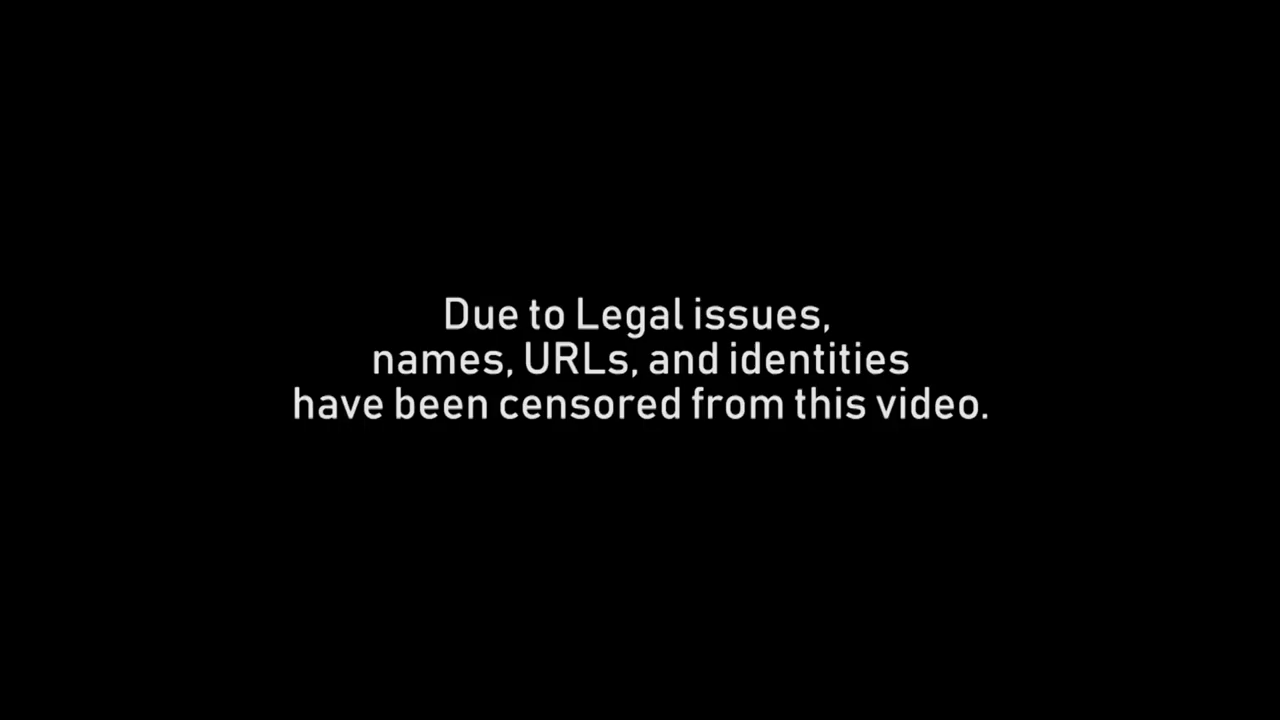 Due to Legal issues,
names, URLs, and identities
have been censored from this video.